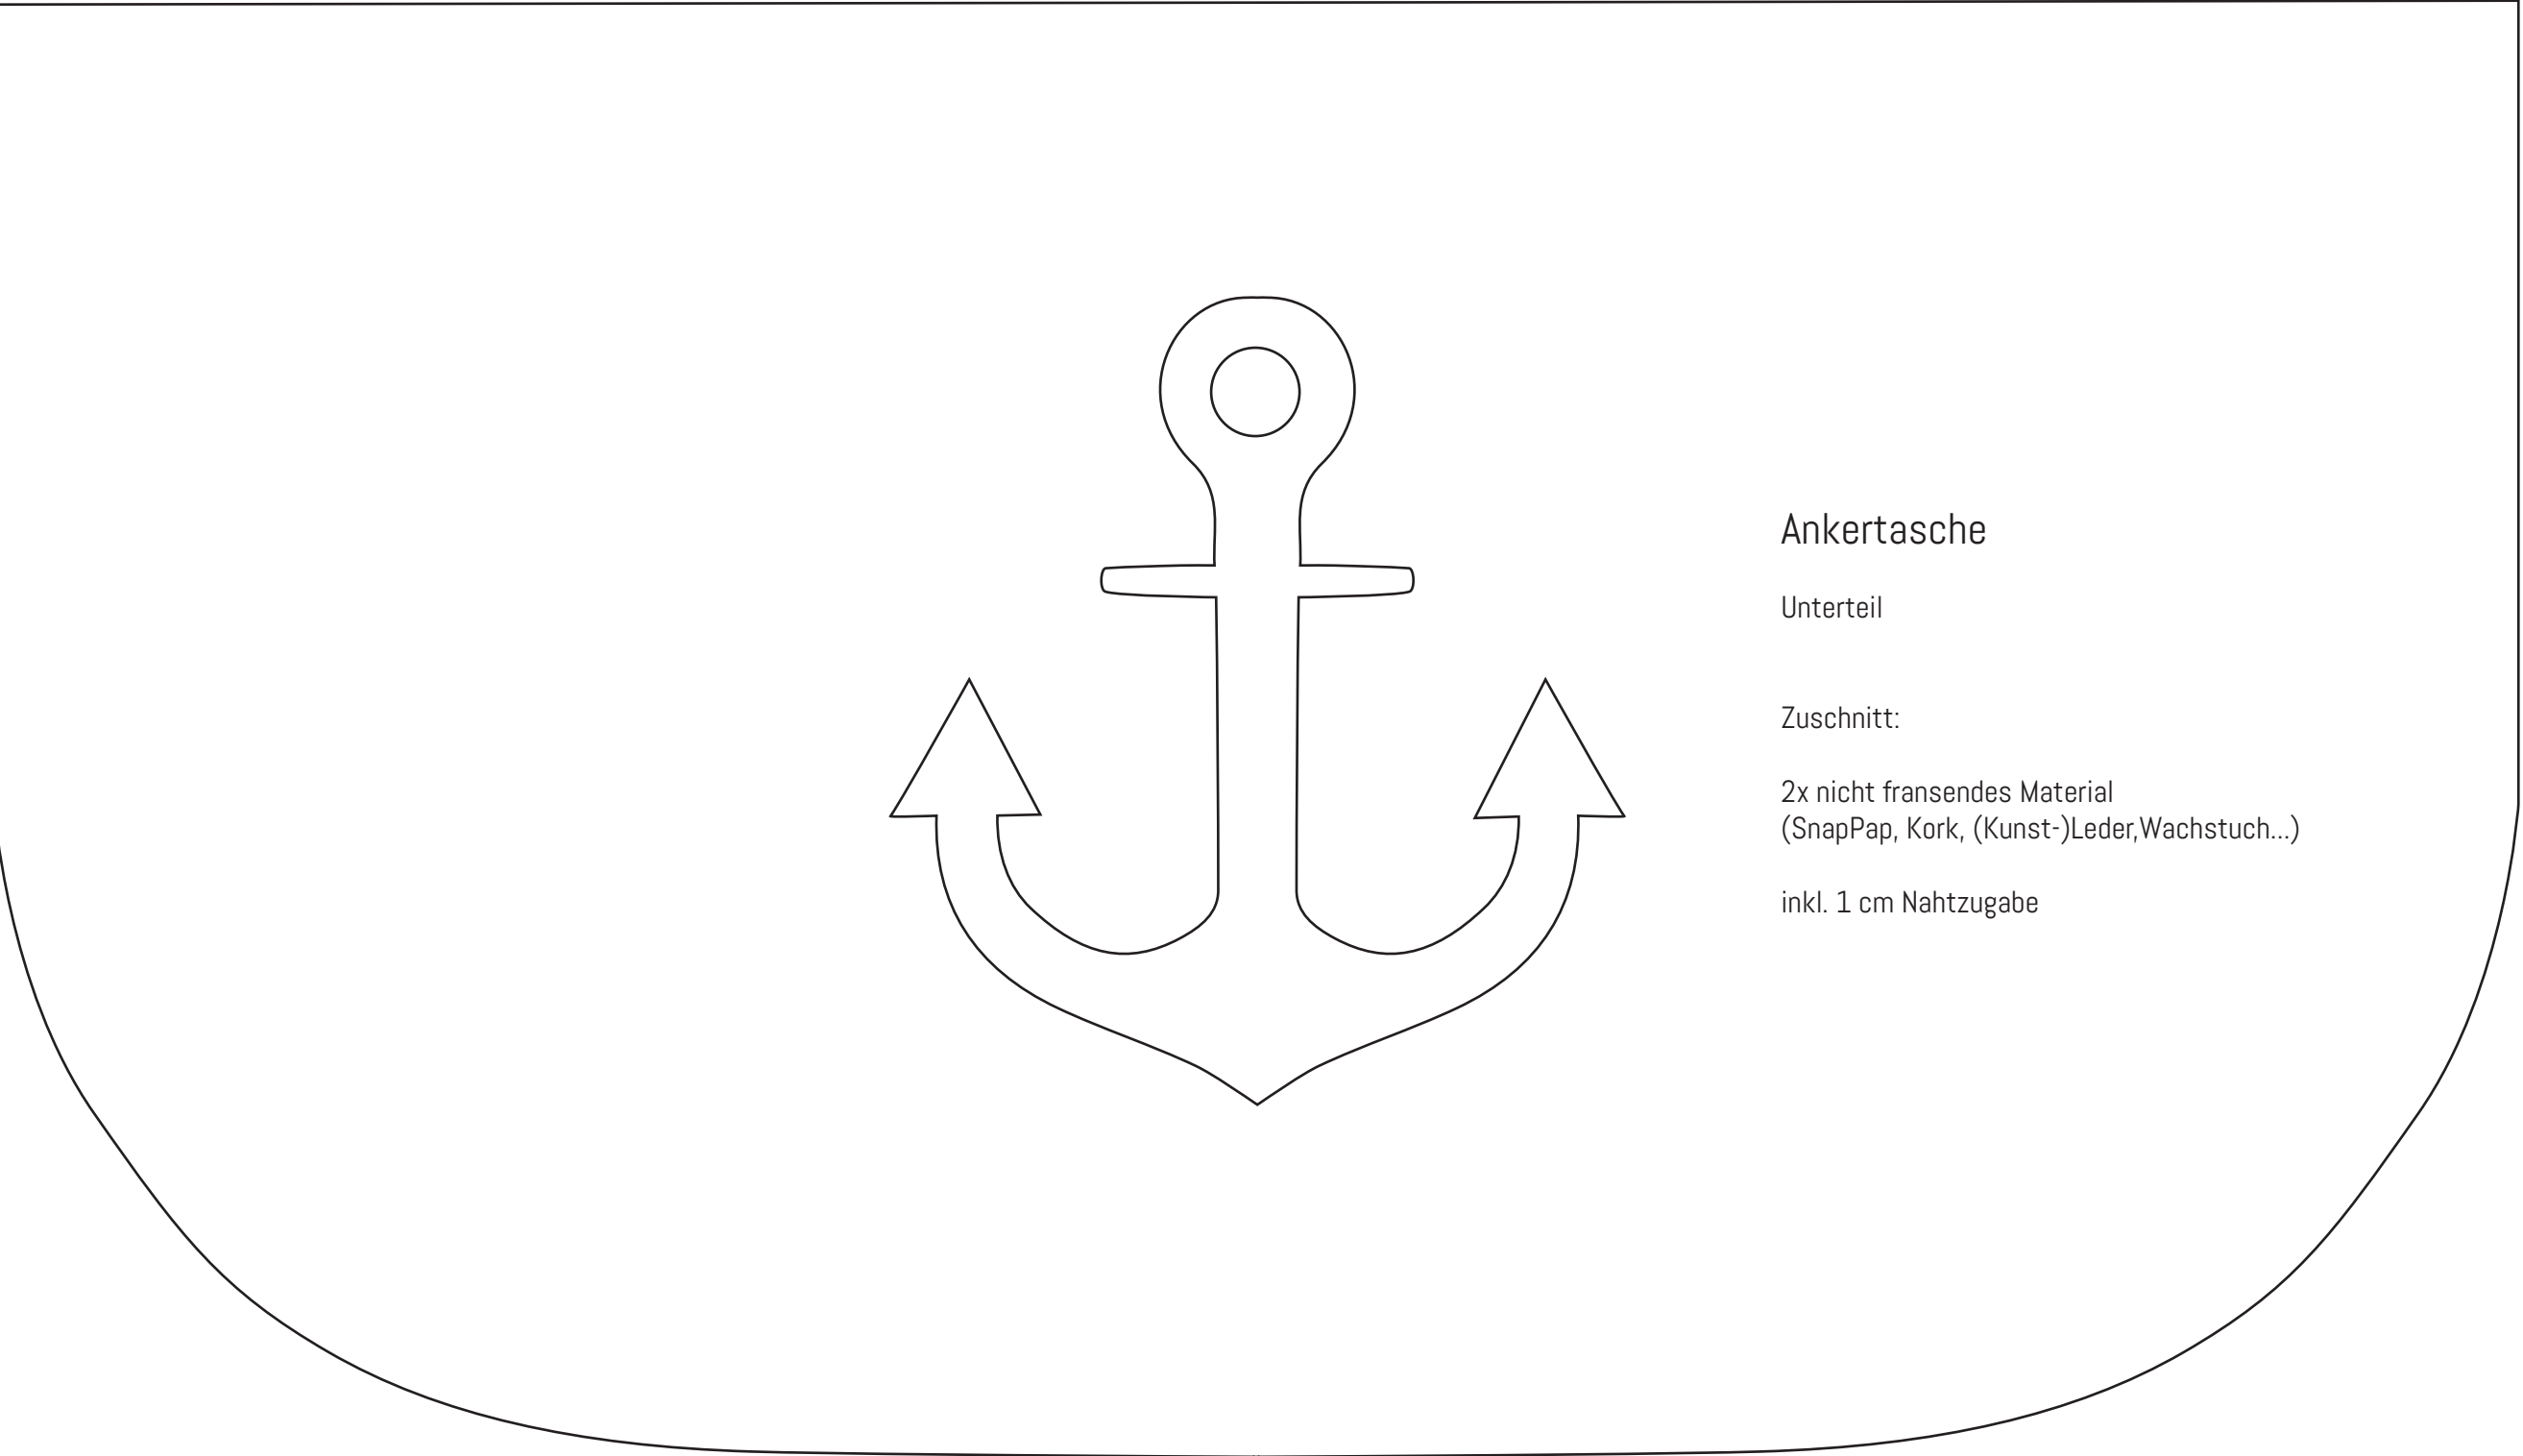 Ankertasche
Unterteil
Zuschnitt:
2x nicht fransendes Material
(SnapPap, Kork, (Kunst-)Leder,Wachstuch...)
inkl. 1 cm Nahtzugabe